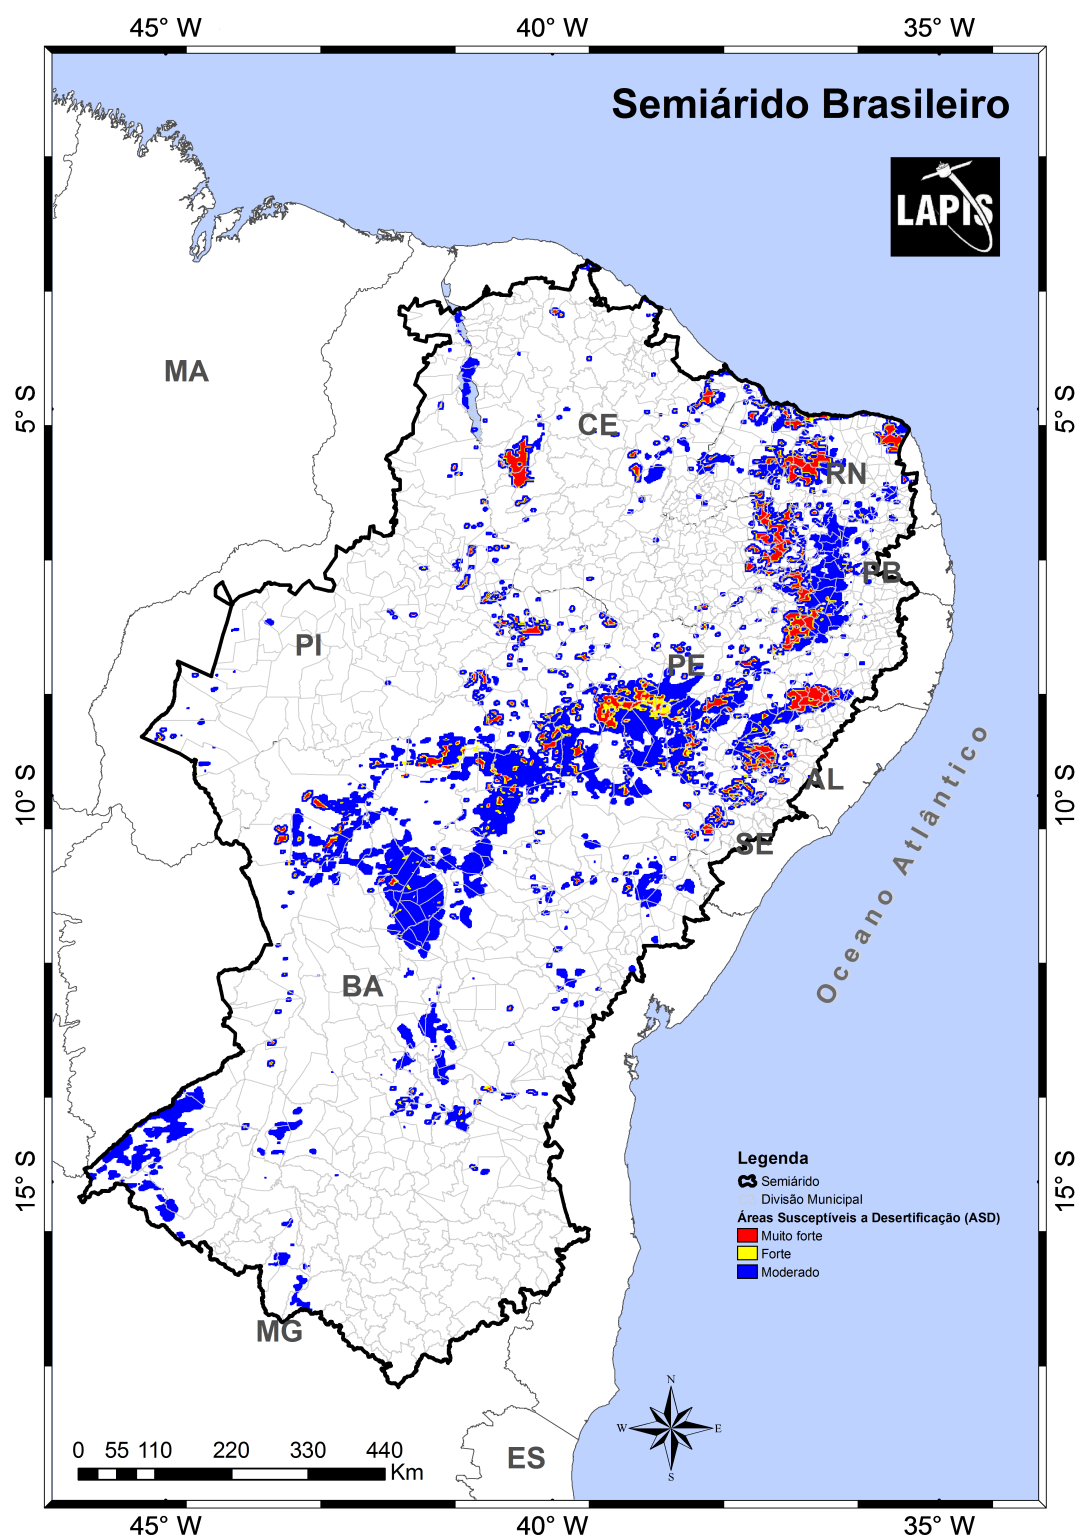 45° W 40° W 35° W
Semiárido Brasileiro
LAPIS
MA
5° S
5° S
CE
RN
PB
PI
PE
10° S
AL
10° S
SE
Oceano Atlântico
BA
Legenda
Semiárido
Divisão Municipal
Áreas Susceptíveis a Desertificação (ASD)
Muito forte
Forte
Moderado
15° S
15° S
MG
N
W E
S
0 55 110 220 330 440
Km
ES
45° W 40° W 35° W